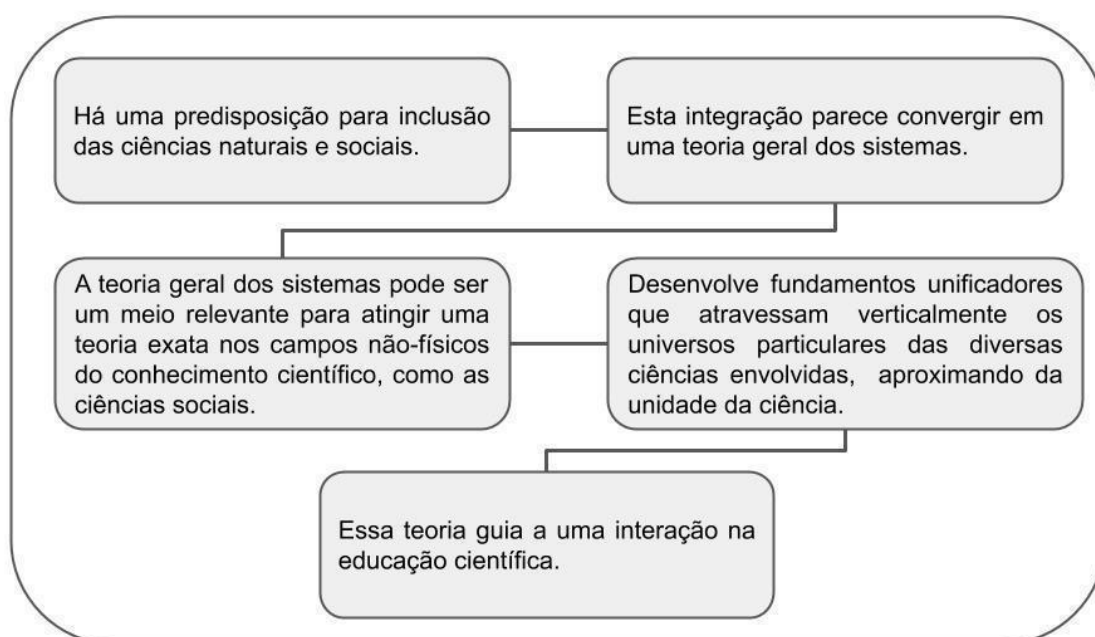 Há uma predisposição para inclusão
das ciências naturais e sociais.
Esta integração parece convergir em
uma teoria geral dos sistemas.
A teoria geral dos sistemas pode ser
um meio relevante para atingir uma
teoria exata nos campos não-físicos
do conhecimento científico, como as
ciências sociais.
Desenvolve fundamentos unificadores
que atravessam verticalmente os
universos particulares das diversas
ciências envolvidas, aproximando da
unidade da ciência.
Essa teoria guia a uma interação na
educação científica.